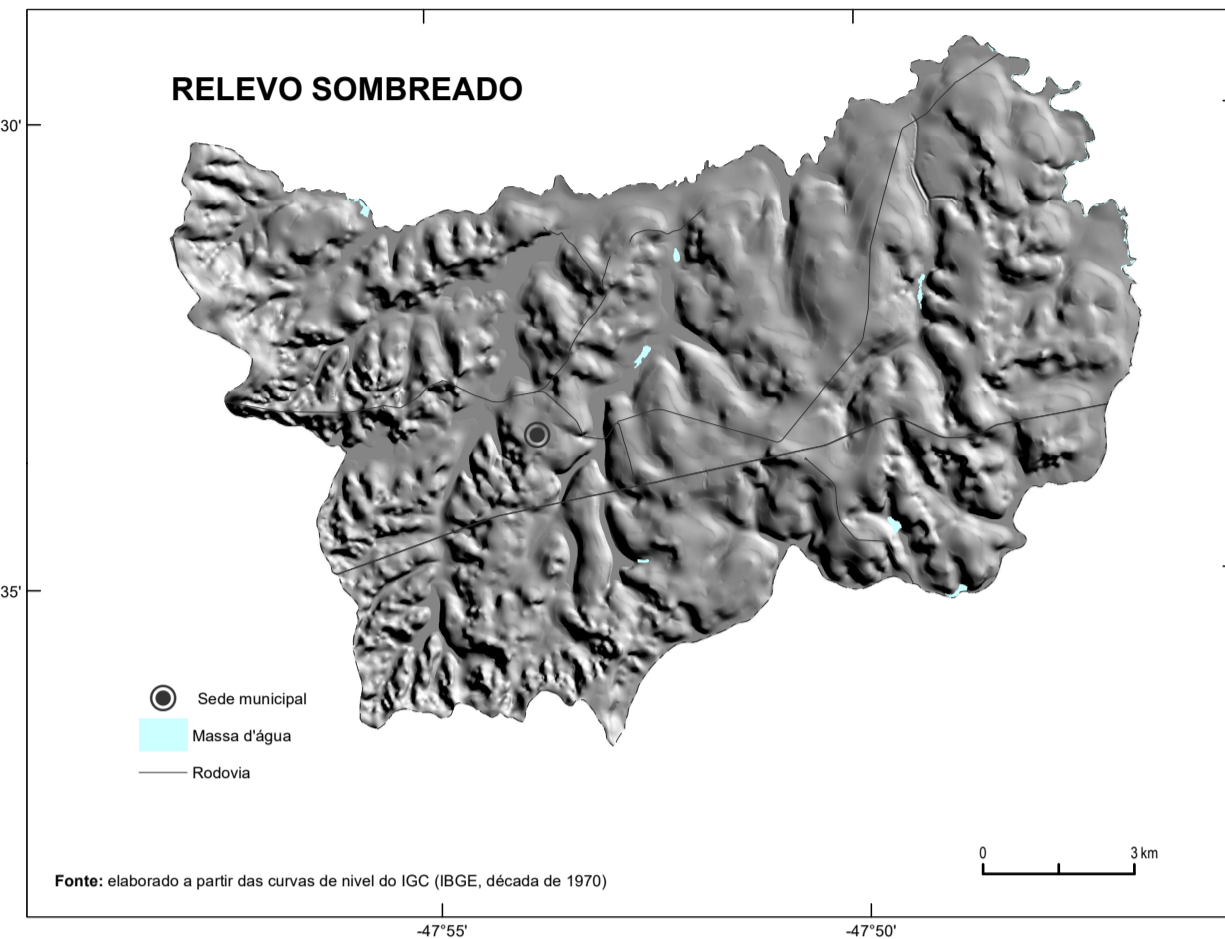 RELEVO SOMBREADO
30'
35'
Sede municipal
Massa d'água
Rodovia
0 3 km
Fonte: elaborado a partir das curvas de nivel do IGC (IBGE, década de 1970)
-47°55' -47°50'